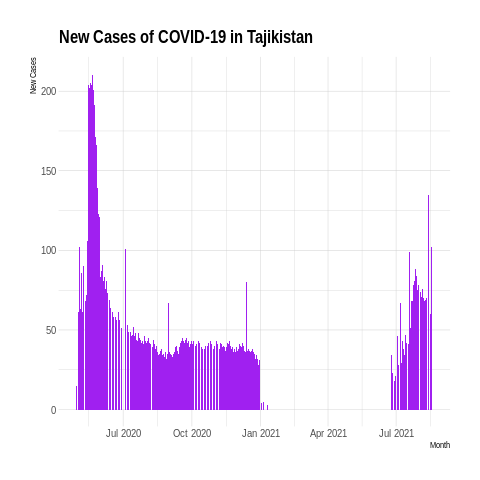 New Cases of COVID-19 in Tajikistan
New Cases
200
150
100
50
0
Jul 2020 Oct 2020 Jan 2021 Apr 2021 Jul 2021
Month